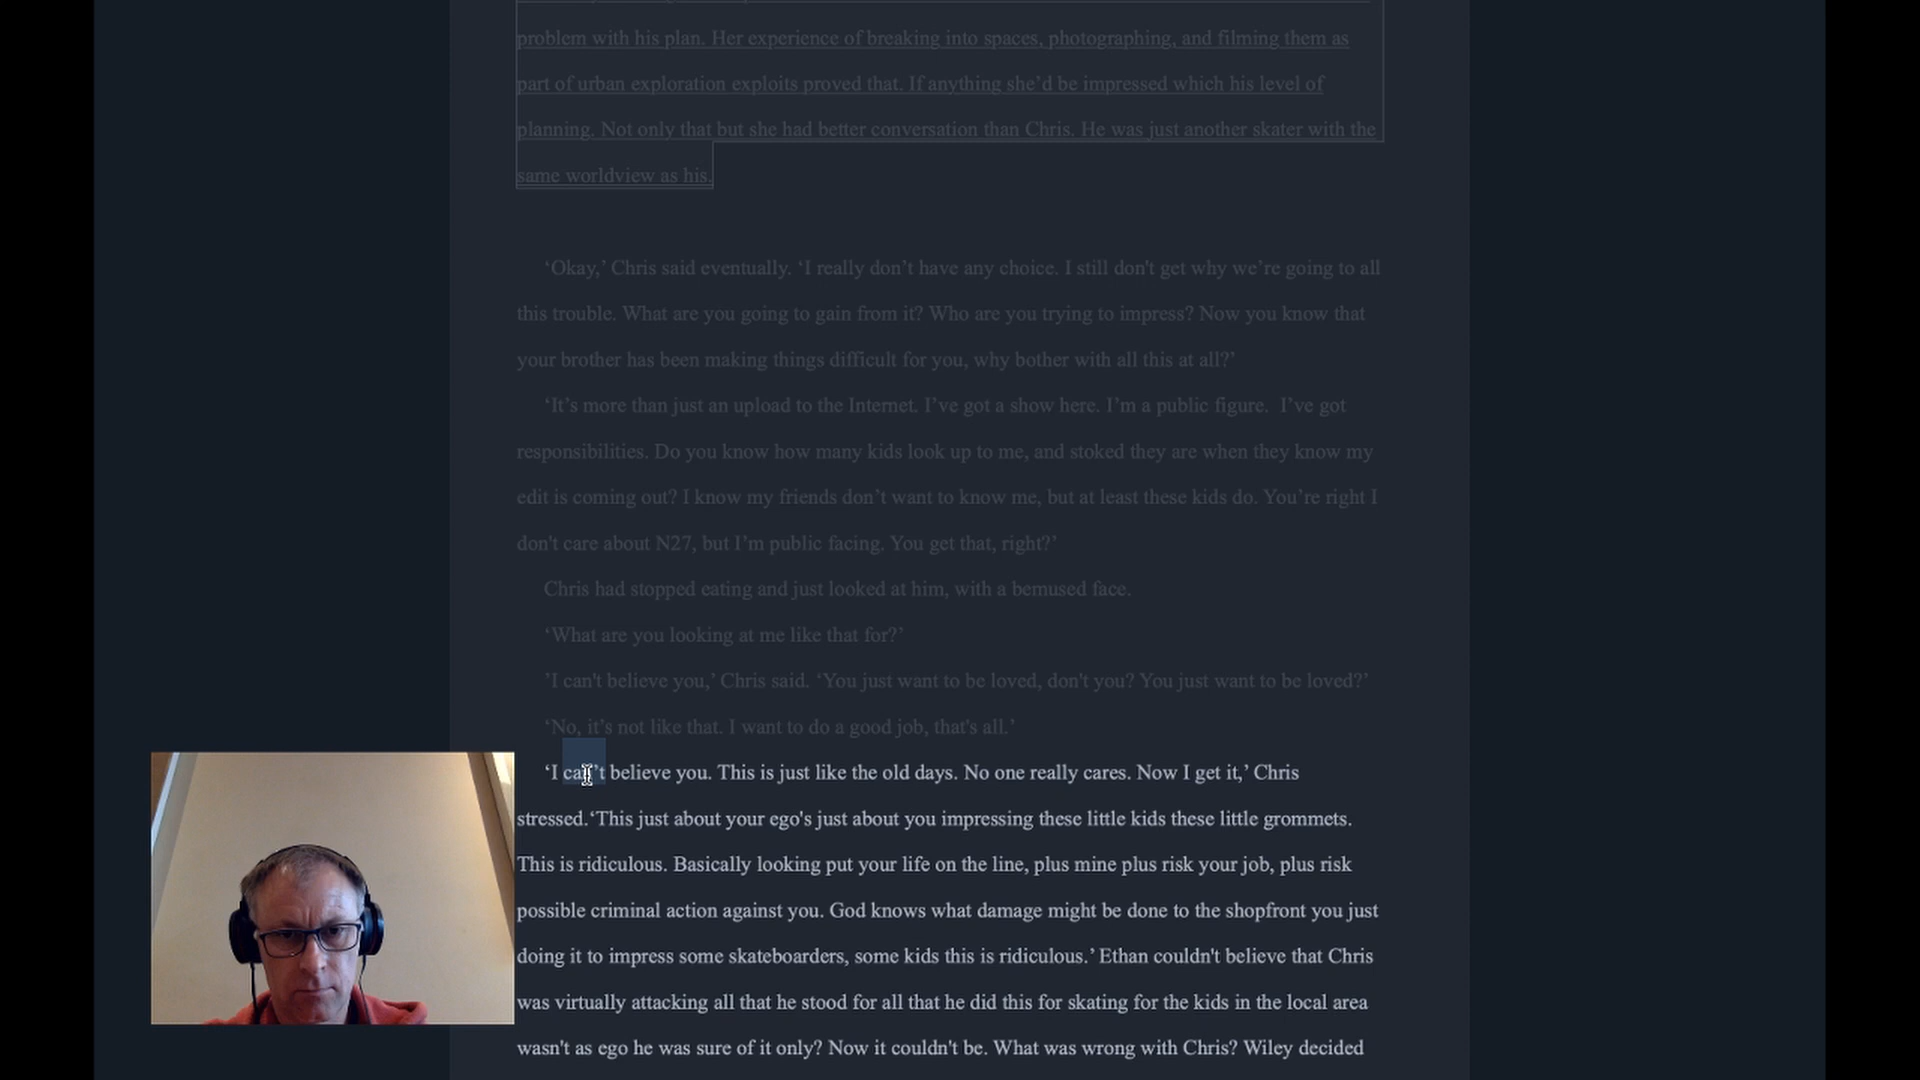 problem with his plan. Her experience of breaking into spaces, photographing, and filming them as
part of urban exploration exploits proved that. If anything she’d be impressed which his level of
planning. Not only that but she had better conversation than Chris. He was just another skater with the
same worldview as his.
‘Okay,’ Chris said eventually. ‘I really don’t have any choice. I still don't get why we’re going to all
this trouble. What are you going to gain from it? Who are you trying to impress? Now you know that
your brother has been making things difficult for you, why bother with all this at all?’
‘It’s more than just an upload to the Internet. I’ve got a show here. I’m a public figure.  I’ve got
responsibilities. Do you know how many kids look up to me, and stoked they are when they know my
edit is coming out? I know my friends don’t want to know me, but at least these kids do. You’re right I
don't care about N27, but I’m public facing. You get that, right?’
Chris had stopped eating and just looked at him, with a bemused face.
‘What are you looking at me like that for?’
’I can't believe you,’ Chris said. ‘You just want to be loved, don't you? You just want to be loved?’
‘No, it’s not like that. I want to do a good job, that's all.’
‘I can’t believe you. This is just like the old days. No one really cares. Now I get it,’ Chris
stressed.‘This just about your ego's just about you impressing these little kids these little grommets.
This is ridiculous. Basically looking put your life on the line, plus mine plus risk your job, plus risk
possible criminal action against you. God knows what damage might be done to the shopfront you just
doing it to impress some skateboarders, some kids this is ridiculous.’ Ethan couldn't believe that Chris
was virtually attacking all that he stood for all that he did this for skating for the kids in the local area
wasn't as ego he was sure of it only? Now it couldn't be. What was wrong with Chris? Wiley decided